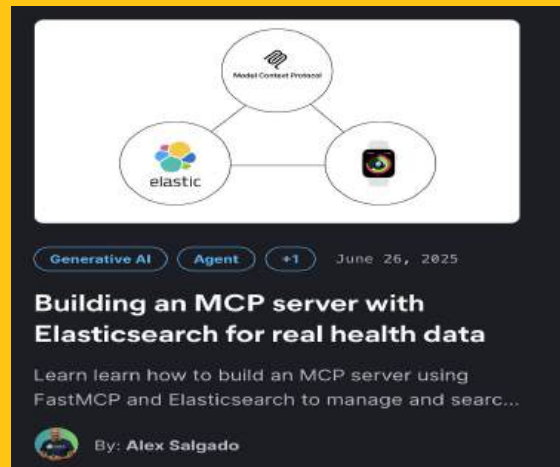 Model Context Protocol
elastic
Generative AI Agent +1 June 26, 2025
Building an MCP server with
Elasticsearch for real health data
Learn learn how to build an MCP server using
FastMCP and Elasticsearch to manage and searc...
By: Alex Salgado